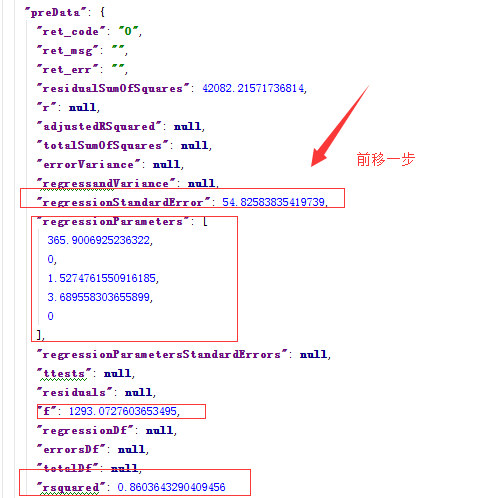 "preData": {
"ret_code": "0",
"ret_msg": "",
"ret_err": "",
"residualSumOfSquares": 42082.21571736814,
"r": null,
"adjustedRSquared": null,
"totalSumOfSquares": null,
"errorVariance": null,
前移一步
"regressandVariance": null,
"regressionStandardError": 54.82583835419739,
"regressionParameters": [
365.9006925236322,
0,
1.5274761550916185,
3.689558303655899,
0
],
"regressionParametersStandardErrors": null,
"ttests": null,
"residuals": null,
"f": 1293.0727603653495,
"regressionDf": null,
"errorsDf": null,
"totalDf": null,
"rsquared": 0.8603643290409456